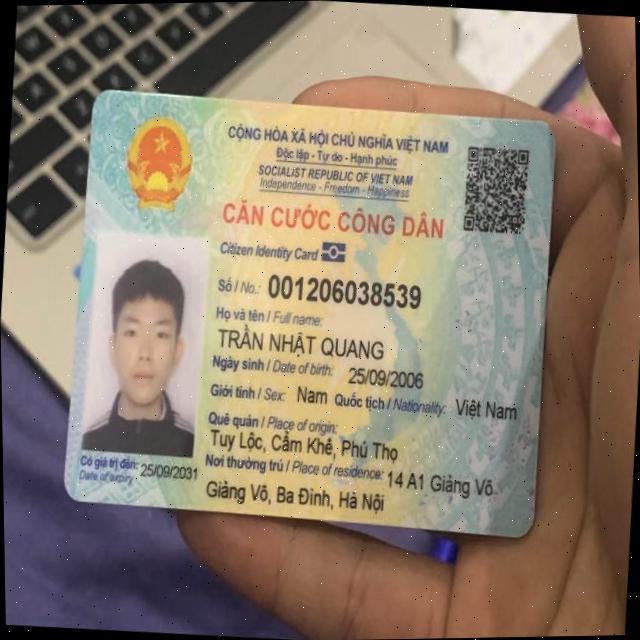 CỘNG HÒA XÃ HỘI CHỦ NGHĨA VIỆT NAM
Độc lập - Tự do - Hạnh phúc
SOCIALIST REPUBLIC OF VIET NAM
Independence - Freedom - Happiness
CĂN CƯỚC CÔNG DÂN
Citizen Identity Card
Số / No.: 001206038539
Họ và tên / Full name:
TRẦN NHẬT QUANG
Ngày sinh / Date of birth: 25/09/2006
Giới tính / Sex: Nam Quốc tịch / Nationality: Việt Nam
Quê quán / Place of origin:
Tuy Lộc, Cẩm Khê, Phú Thọ
Nơi thường trú / Place of residence: 14 A1 Giảng Võ
Giảng Võ, Ba Đình, Hà Nội
Có giá trị đến: 25/09/2031
Date of expiry